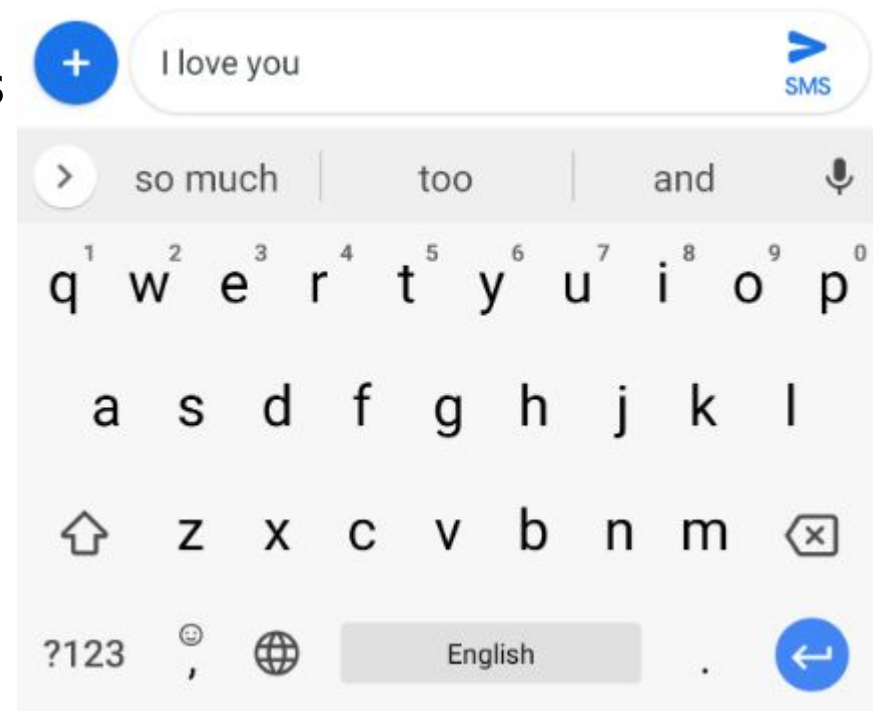 s
I love you
SMS
so much too and
1 2 3 4 5 6 7 8 9 0
q w e r t y u i o p
a s d f g h j k l
z x c v b n m
?123 , English .